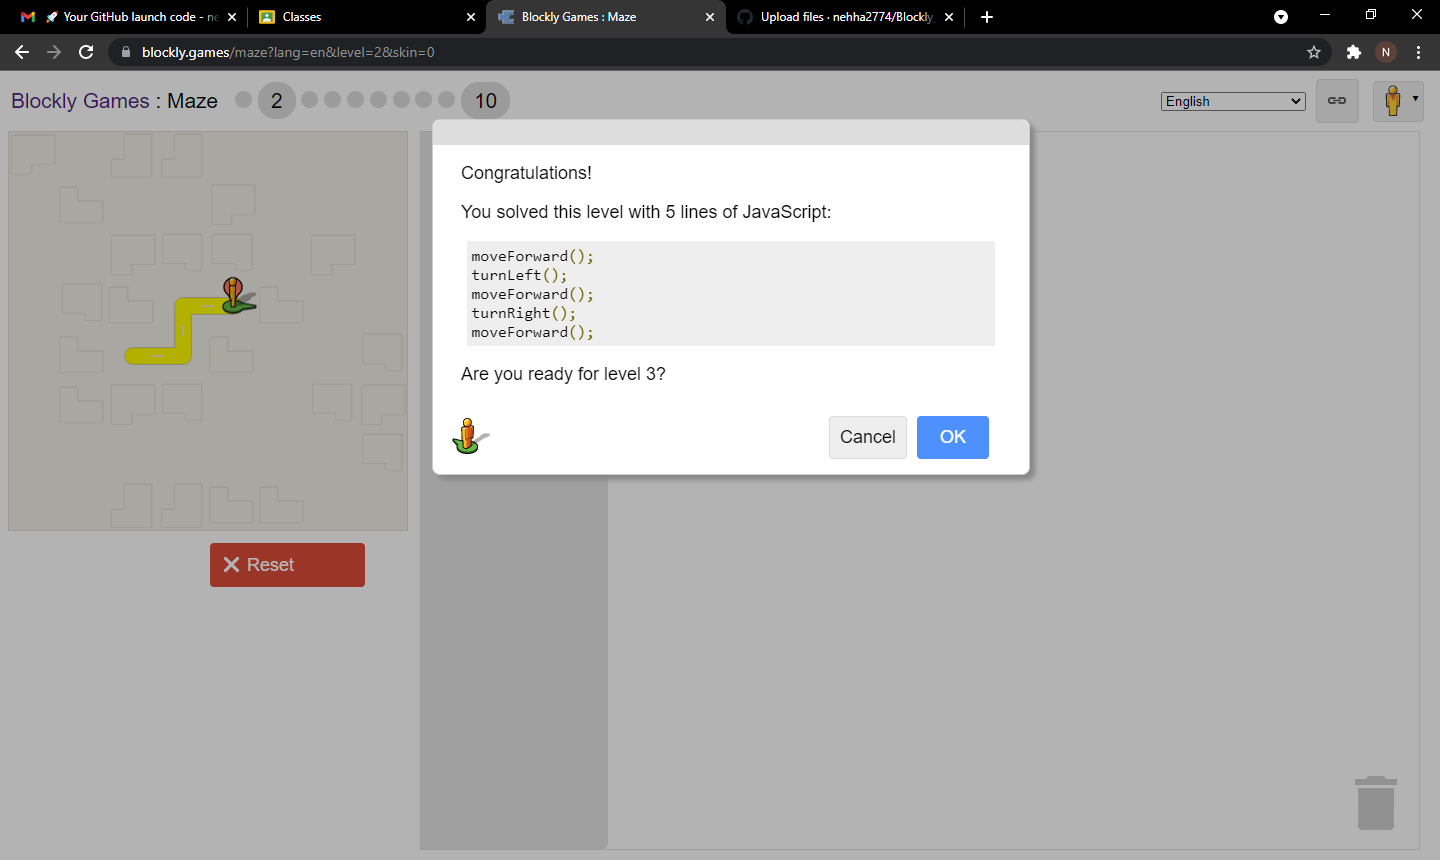 Your GitHub launch code - ne
Classes
Blockly Games : Maze
Upload files · nehha2774/Blockly
blockly.games/maze?lang=en&level=2&skin=0
N
Blockly Games : Maze
2
10
English
Congratulations!
You solved this level with 5 lines of JavaScript:
moveForward();
turnLeft();
moveForward();
turnRight();
moveForward();
Are you ready for level 3?
Cancel
OK
Reset